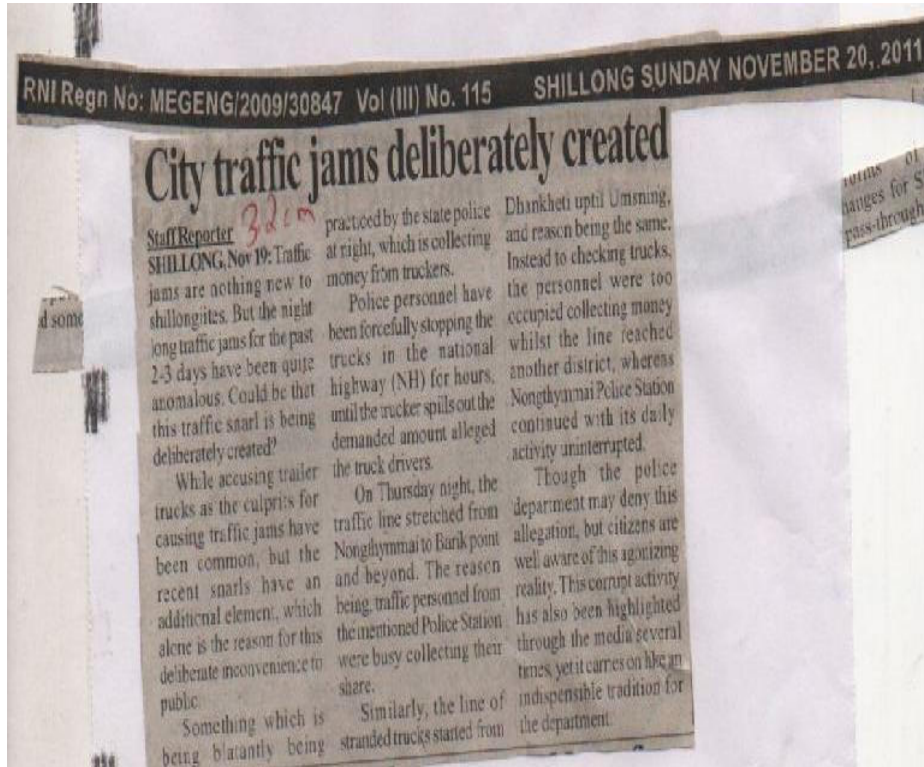 RNI Regn No: MEGENG/2009/30847 Vol (III) No. 115 SHILLONG SUNDAY NOVEMBER 20, 2011
City traffic jams deliberately created
32cm
Staff Reporter
SHILLONG, Nov 19: Traffic
jams are nothing new to
shillongiites. But the night
long traffic jams for the past
2-3 days have been quite
anomalous. Could be that
this traffic snarl is being
deliberately created?
While accusing trailer
trucks as the culprits for
causing traffic jams have
been common, but the
recent snarls have an
additional element, which
alone is the reason for this
deliberate inconvenience to
public.
Something which is
being blatantly being
practiced by the state police
at night, which is collecting
money from truckers.
Police personnel have
been forcefully stopping the
trucks in the national
highway (NH) for hours,
until the trucker spills out the
demanded amount alleged
the truck drivers.
On Thursday night, the
traffic line stretched from
Nongthymmai to Barik point
and beyond. The reason
being, traffic personnel from
the mentioned Police Station
were busy collecting their
share.
Similarly, the line of
stranded trucks started from
Dhankheti uptil Umsning,
and reason being the same.
Instead to checking trucks,
the personnel were too
occupied collecting money
whilst the line reached
another district, whereas
Nongthymmai Police Station
continued with its daily
activity uninterrupted.
Though the police
department may deny this
allegation, but citizens are
well aware of this agonizing
reality. This corrupt activity
has also been highlighted
through the media several
times, yet it carries on like an
indispensible tradition for
the department.
d some
of
anges for S
pass-through